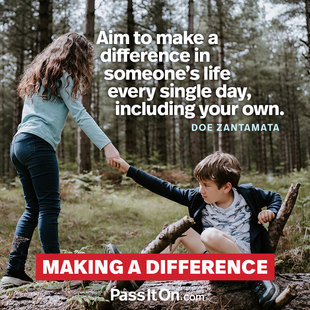 Aim to make a
difference in
someone's life
every single day,
including your own.
DOE ZANTAMATA
MAKING A DIFFERENCE
PassItOn.com